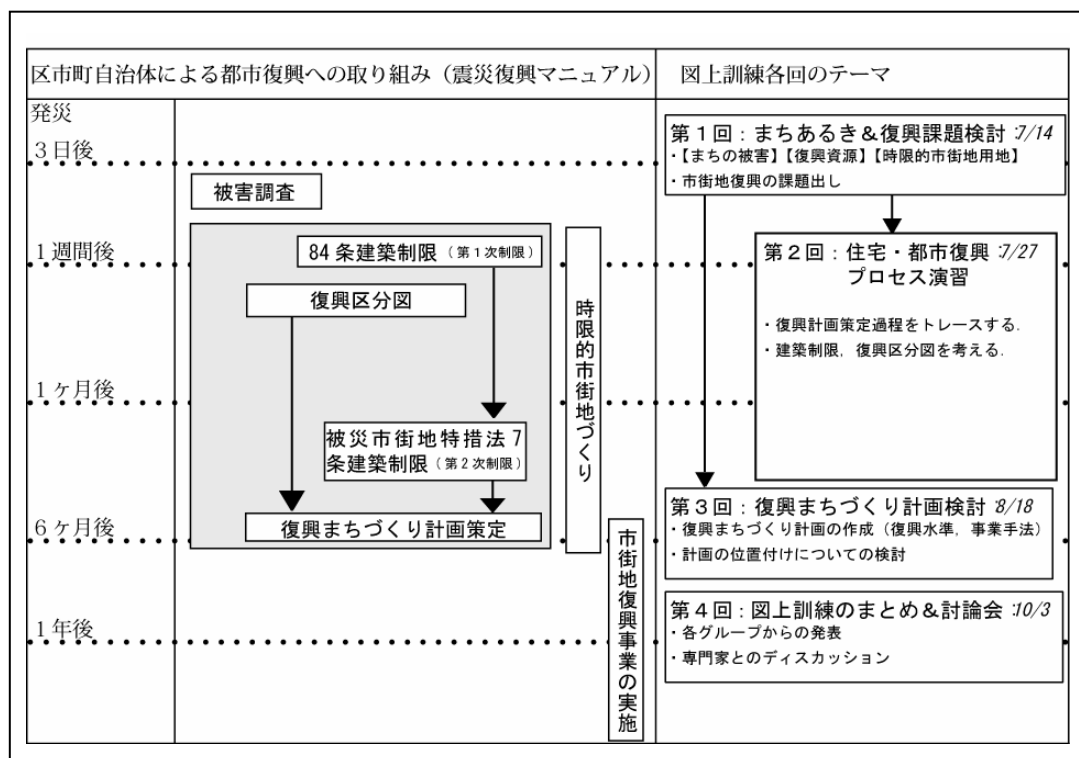 区市町自治体による都市復興への取り組み（震災復興マニュアル）
図上訓練各回のテーマ
発災
3日後
1週間後
1ヶ月後
6ヶ月後
1年後
被害調査
84条建築制限（第1次制限）
復興区分図
被災市街地特措法7
条建築制限（第2次制限）
復興まちづくり計画策定
時限的市街地づくり
市街地復興事業の実施
第1回：まちあるき&復興課題検討:7/14
・【まちの被害】【復興資源】【時限的市街地用地】
・市街地復興の課題出し
第2回：住宅・都市復興:7/27
プロセス演習
・復興計画策定過程をトレースする.
・建築制限，復興区分図を考える.
第3回：復興まちづくり計画検討:8/18
・復興まちづくり計画の作成（復興水準，事業手法）
・計画の位置付けについての検討
第4回：図上訓練のまとめ&討論会:10/3
・各グループからの発表
・専門家とのディスカッション